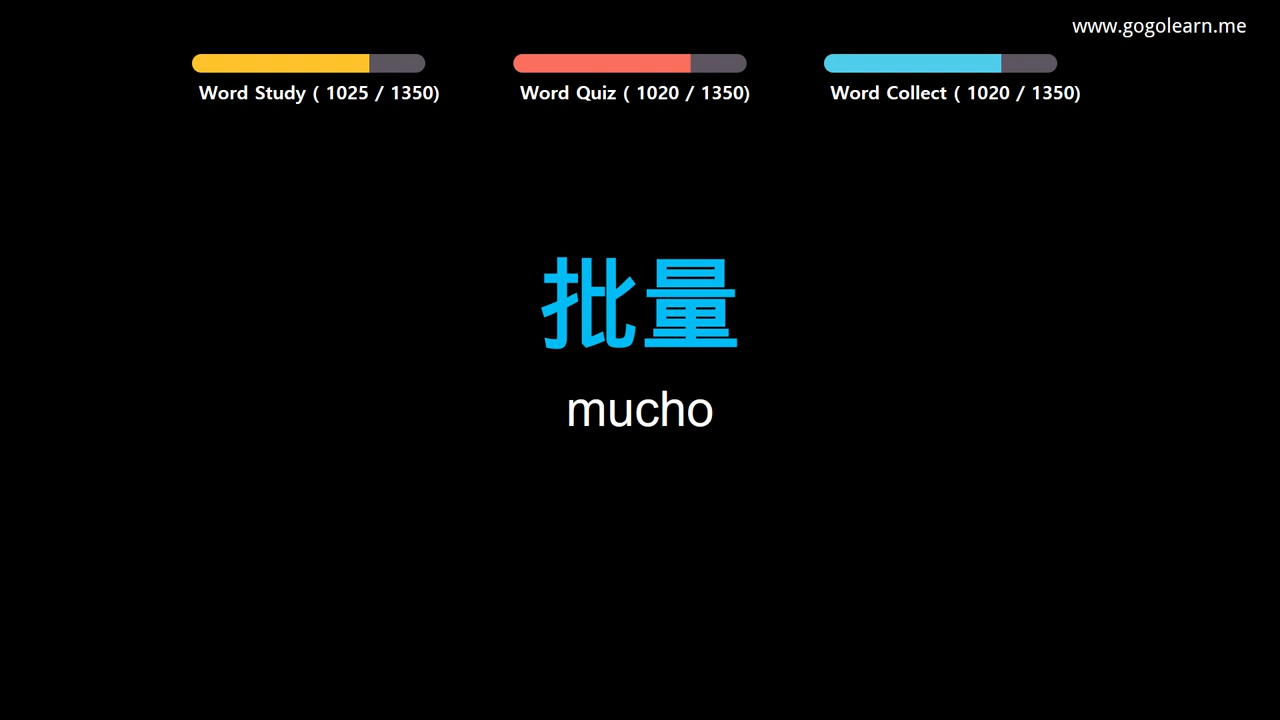 www.gogolearn.me
Word Study ( 1025 / 1350)
Word Quiz ( 1020 / 1350)
Word Collect ( 1020 / 1350)
批量
mucho